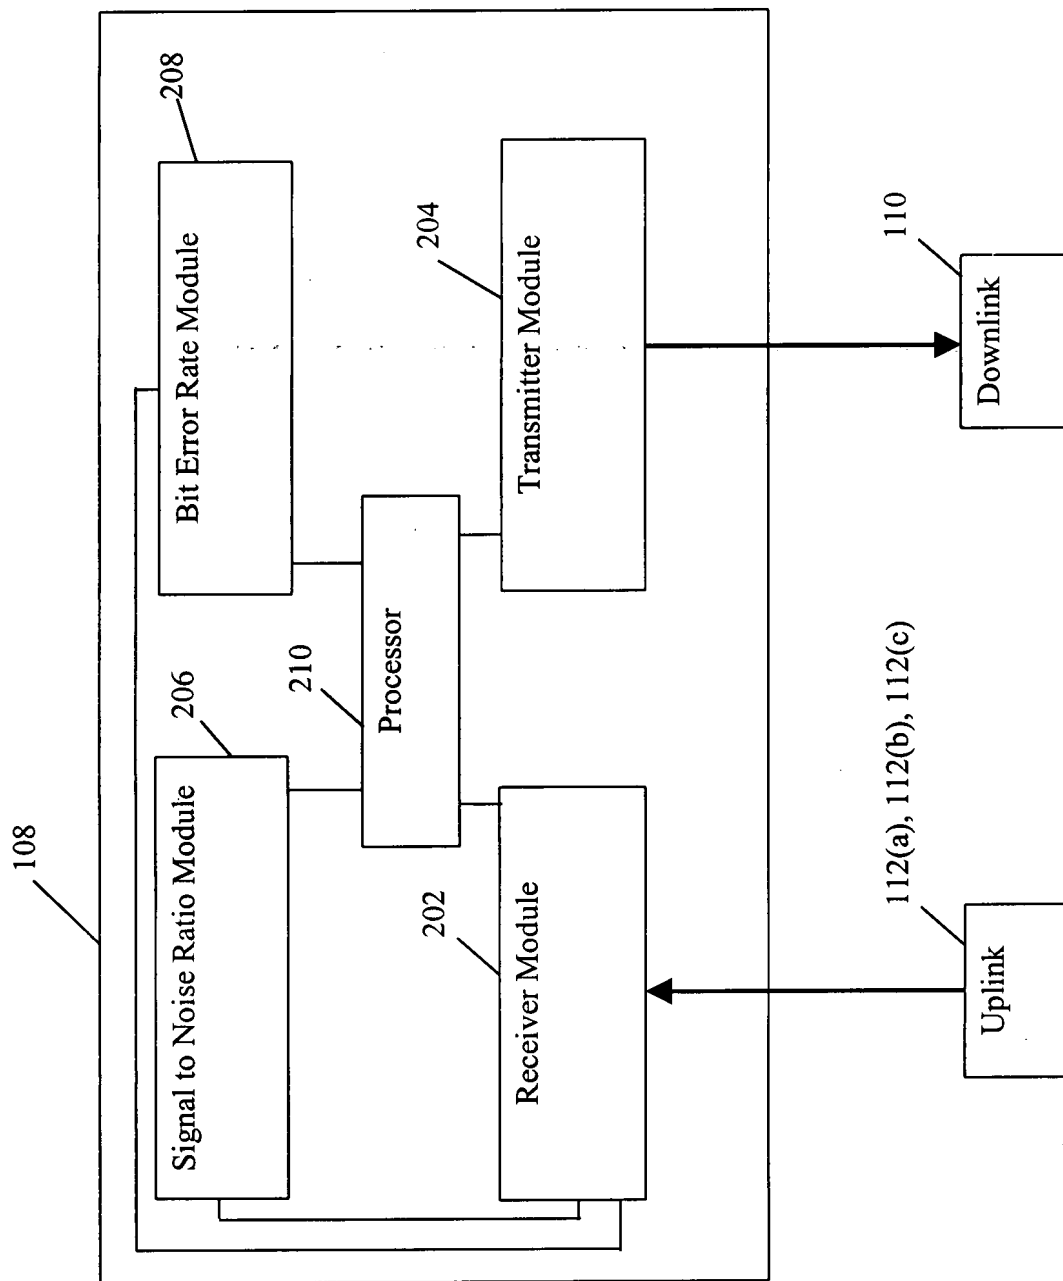 108
Signal to Noise Ratio Module
206
Bit Error Rate Module
208
Processor
210
Receiver Module
202
Transmitter Module
204
Uplink
112(a), 112(b), 112(c)
Downlink
110